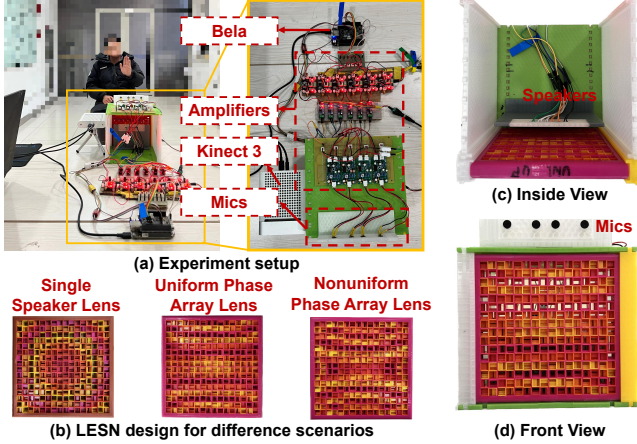 Bela
Amplifiers
Kinect 3
Mics
(a) Experiment setup
Single
Speaker Lens
Uniform Phase
Array Lens
Nonuniform
Phase Array Lens
(b) LESN design for difference scenarios
Speakers
(c) Inside View
Mics
(d) Front View